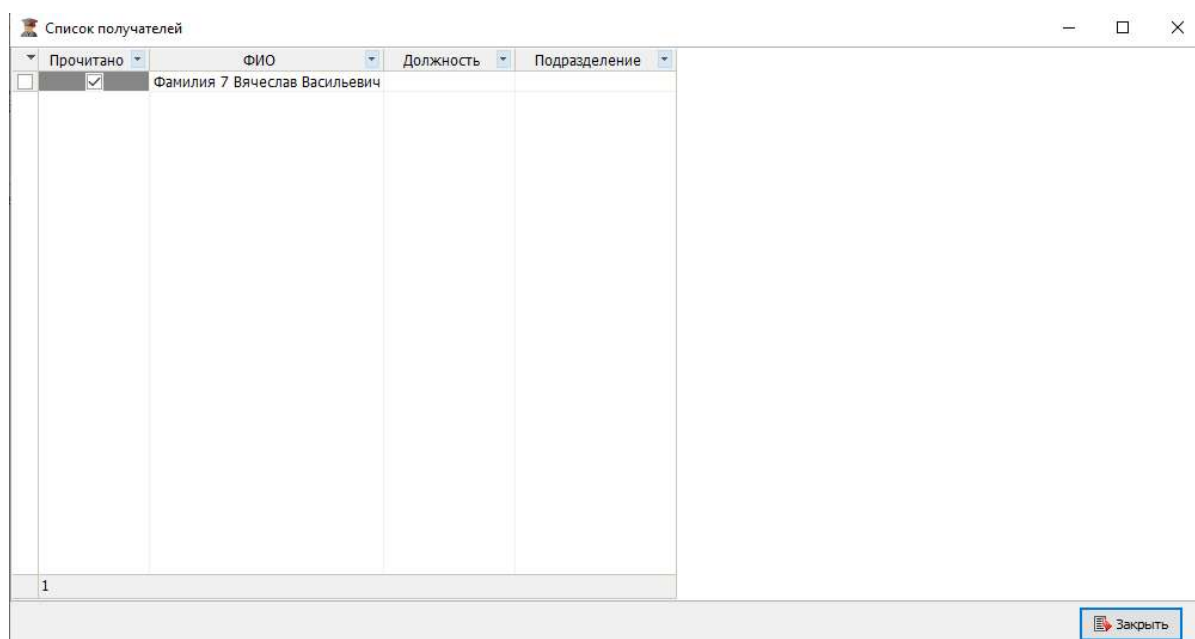 Список получателей
Прочитано ФИО Должность Подразделение
Фамилия 7 Вячеслав Васильевич
1
Закрыть